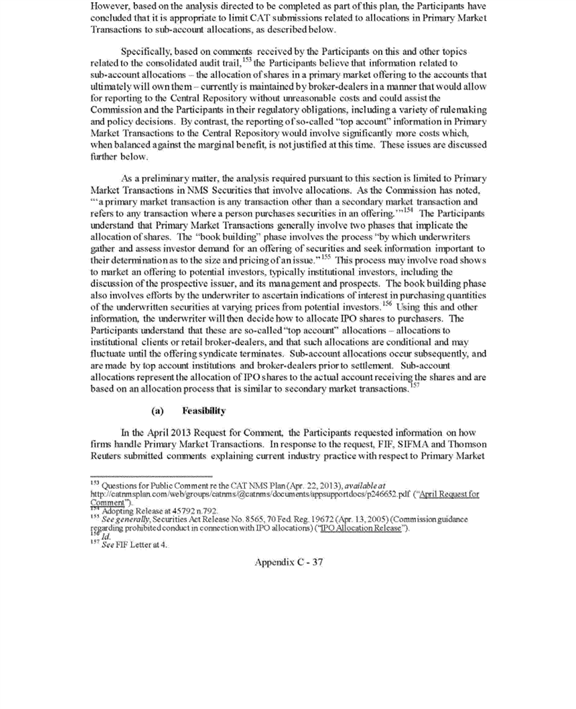 However, based on the analysis directed to be completed as part of this plan, the Participants have
concluded that it is appropriate to limit CAT submissions related to allocations in Primary Market
Transactions to sub-account allocations, as described below.
Specifically, based on comments received by the Participants on this and other topics
related to the consolidated audit trail,153 the Participants believe that information related to
sub-account allocations – the allocation of shares in a primary market offering to the accounts that
ultimately will own them – currently is maintained by broker-dealers in a manner that would allow
for reporting to the Central Repository without unreasonable costs and could assist the
Commission and the Participants in their regulatory obligations, including a variety of rulemaking
and policy decisions. By contrast, the reporting of so-called "top account" information in Primary
Market Transactions to the Central Repository would involve significantly more costs which,
when balanced against the marginal benefit, is not justified at this time. These issues are discussed
further below.
As a preliminary matter, the analysis required pursuant to this section is limited to Primary
Market Transactions in NMS Securities that involve allocations. As the Commission has noted,
"'a primary market transaction is any transaction other than a secondary market transaction and
refers to any transaction where a person purchases securities in an offering.'"154 The Participants
understand that Primary Market Transactions generally involve two phases that implicate the
allocation of shares. The "book building" phase involves the process "by which underwriters
gather and assess investor demand for an offering of securities and seek information important to
their determination as to the size and pricing of an issue."155 This process may involve road shows
to market an offering to potential investors, typically institutional investors, including the
discussion of the prospective issuer, and its management and prospects. The book building phase
also involves efforts by the underwriter to ascertain indications of interest in purchasing quantities
of the underwritten securities at varying prices from potential investors.156 Using this and other
information, the underwriter will then decide how to allocate IPO shares to purchasers. The
Participants understand that these are so-called "top account" allocations – allocations to
institutional clients or retail broker-dealers, and that such allocations are conditional and may
fluctuate until the offering syndicate terminates. Sub-account allocations occur subsequently, and
are made by top account institutions and broker-dealers prior to settlement. Sub-account
allocations represent the allocation of IPO shares to the actual account receiving the shares and are
based on an allocation process that is similar to secondary market transactions.157
(a) Feasibility
In the April 2013 Request for Comment, the Participants requested information on how
firms handle Primary Market Transactions. In response to the request, FIF, SIFMA and Thomson
Reuters submitted comments explaining current industry practice with respect to Primary Market
153 Questions for Public Comment re the CAT NMS Plan (Apr. 22, 2013), available at
http://catnmsplan.com/web/groups/catnms/@catnms/documents/appsupportdocs/p246652.pdf ("April Request for
Comment").
154 Adopting Release at 45792 n.792.
155 See generally, Securities Act Release No. 8565, 70 Fed. Reg. 19672 (Apr. 13, 2005) (Commission guidance
regarding prohibited conduct in connection with IPO allocations) ("IPO Allocation Release").
156 Id.
157 See FIF Letter at 4.
Appendix C - 37